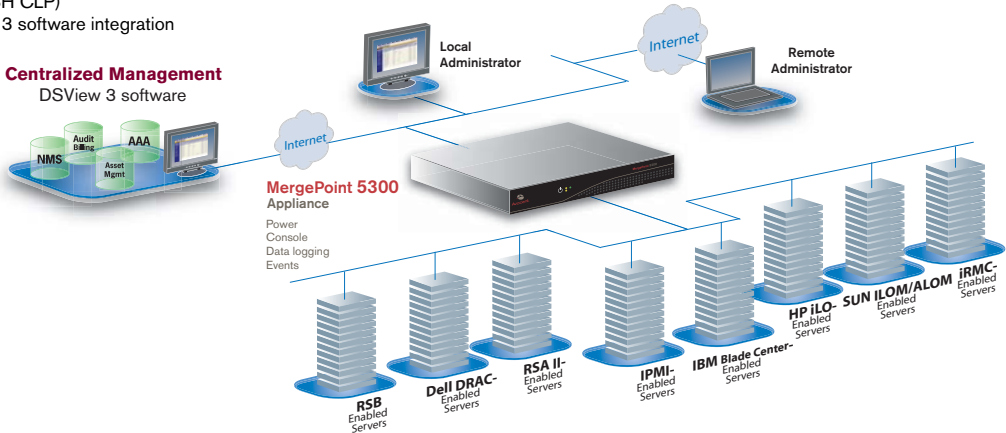 SH CLP)
3 software integration
Centralized Management
DSView 3 software
NMS
Audit
AAA
Asset
Mgmt
Internet
Local
Administrator
Internet
Remote
Administrator
MergePoint 5300
Appliance
Power
Console
Data logging
Events
RSB
Enabled
Servers
Dell DRAC-
Enabled
Servers
RSA II-
Enabled
Servers
IPMI-
Enabled
Servers
IBM Blade Center-
Enabled
Servers
HP iLO-
Enabled
Servers
SUN ILOM/ALOM
Enabled
Servers
iRMC-
Enabled
Servers